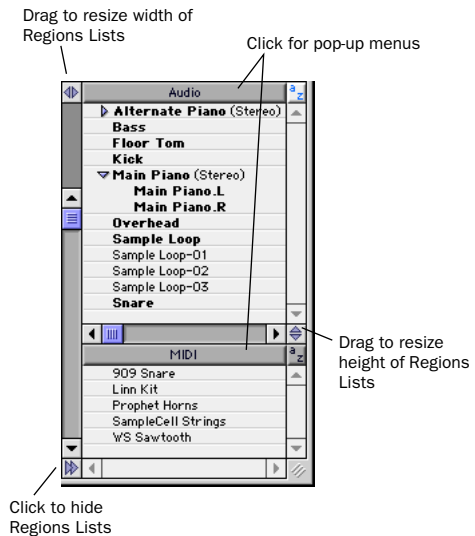 Drag to resize width of
Regions Lists
Click for pop-up menus
Audio
a z
Alternate Piano (Stereo)
Bass
Floor Tom
Kick
Main Piano (Stereo)
Main Piano.L
Main Piano.R
Overhead
Sample Loop
Sample Loop-01
Sample Loop-02
Sample Loop-03
Snare
Drag to resize
height of Regions
Lists
MIDI
a z
909 Snare
Linn Kit
Prophet Horns
SampleCell Strings
WS Sawtooth
Click to hide
Regions Lists